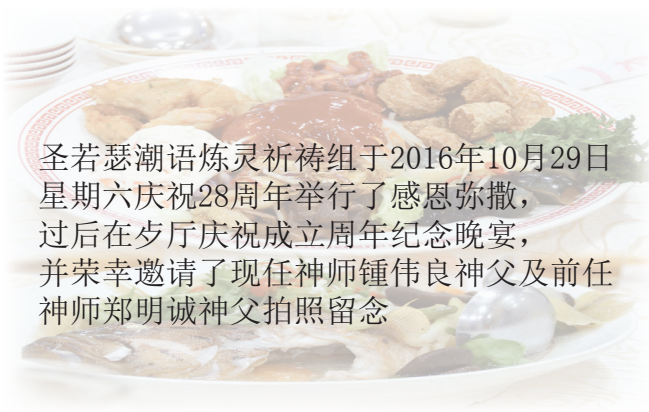 圣若瑟潮语炼灵祈祷组于2016年10月29日
星期六庆祝28周年举行了感恩弥撒，
过后在歺厅庆祝成立周年纪念晚宴，
并荣幸邀请了现任神师锺伟良神父及前任
神师郑明诚神父拍照留念